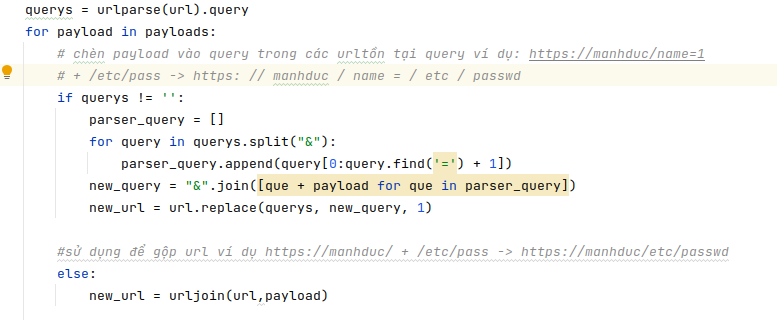 querys = urlparse(url).query
for payload in payloads:
    # chèn payload vào query trong các urltồn tại query ví dụ: https://manhduc/name=1
    # + /etc/pass -> https: // manhduc / name = / etc / passwd
    if querys != '':
        parser_query = []
        for query in querys.split("&"):
            parser_query.append(query[0:query.find('=') + 1])
        new_query = "&".join([que + payload for que in parser_query])
        new_url = url.replace(querys, new_query, 1)
    #sử dụng để gộp url ví dụ https://manhduc/ + /etc/pass -> https://manhduc/etc/passwd
    else:
        new_url = urljoin(url,payload)